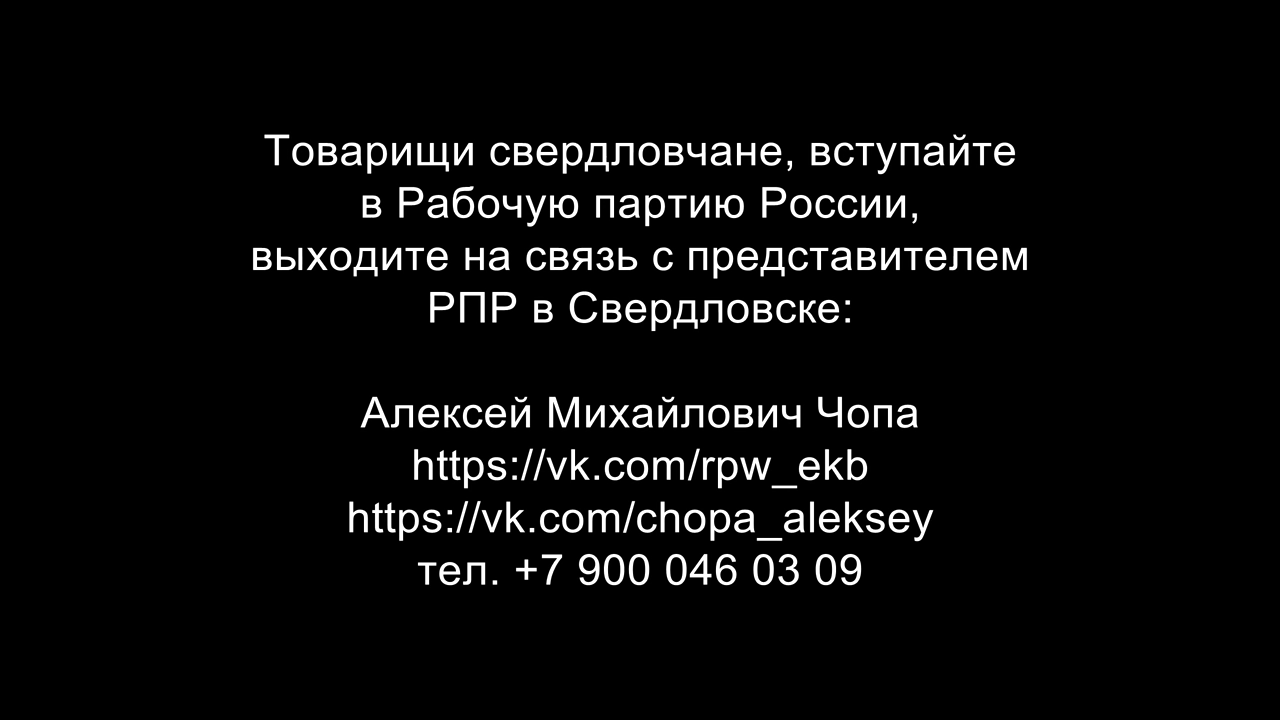 Товарищи свердловчане, вступайте
в Рабочую партию России,
выходите на связь с представителем
РПР в Свердловске:
Алексей Михайлович Чопа
https://vk.com/rpw_ekb
https://vk.com/chopa_aleksey
тел. +7 900 046 03 09